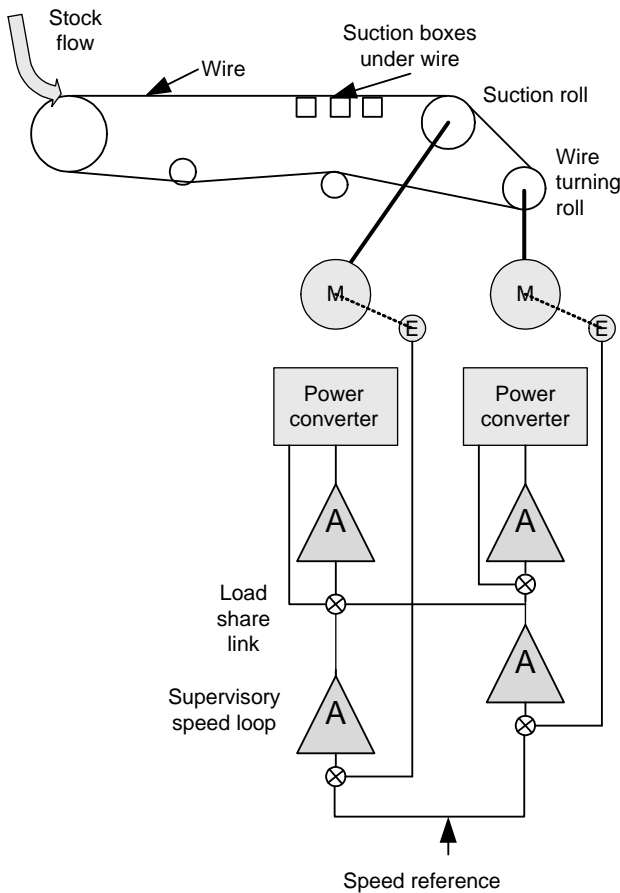 Stock
flow
Wire
Suction boxes
under wire
Suction roll
Wire
turning
roll
M
M
E
E
Power
converter
Power
converter
A
A
Load
share
link
A
Supervisory
speed loop
A
Speed reference